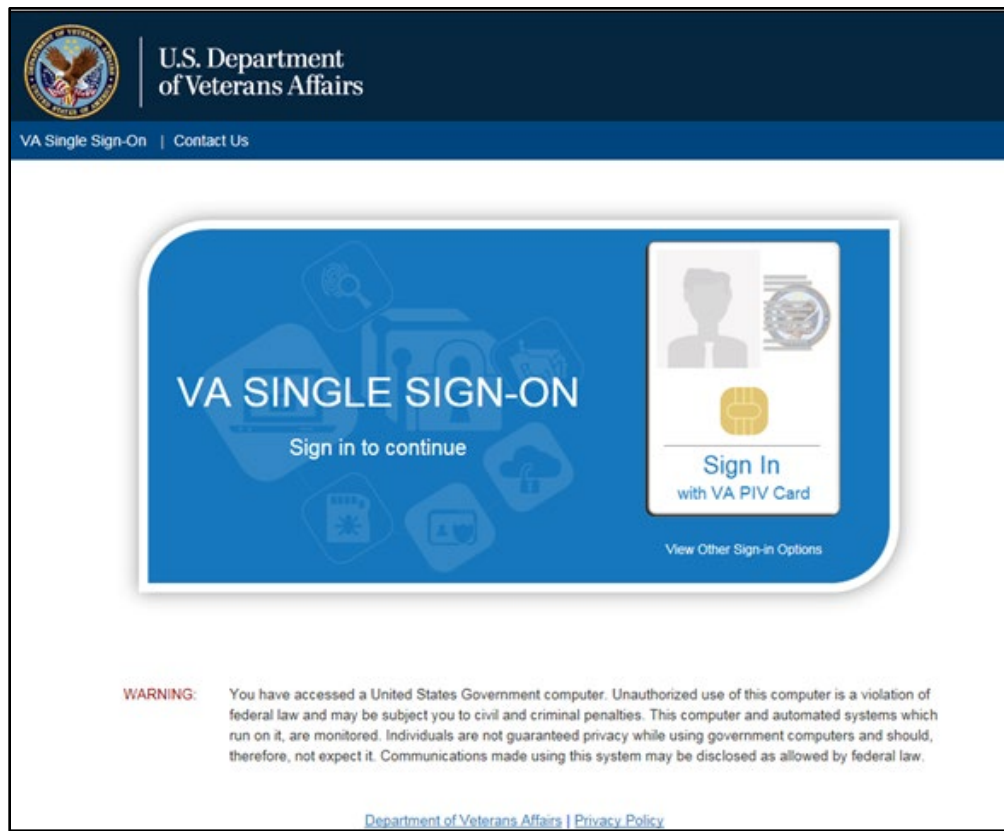 U.S. Department
of Veterans Affairs
VA Single Sign-On | Contact Us
VA SINGLE SIGN-ON
Sign in to continue
Sign In
with VA PIV Card
View Other Sign-in Options
WARNING: You have accessed a United States Government computer. Unauthorized use of this computer is a violation of
federal law and may be subject you to civil and criminal penalties. This computer and automated systems which
run on it, are monitored. Individuals are not guaranteed privacy while using government computers and should,
therefore, not expect it. Communications made using this system may be disclosed as allowed by federal law.
Department of Veterans Affairs | Privacy Policy